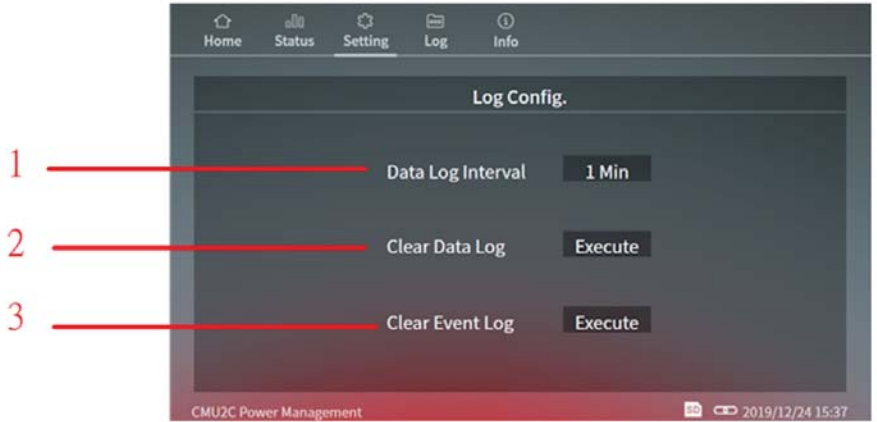 Home Status Setting Log Info
Log Config.
1 Data Log Interval 1 Min
2 Clear Data Log Execute
3 Clear Event Log Execute
CMU2C Power Management SD 2019/12/24 15:37